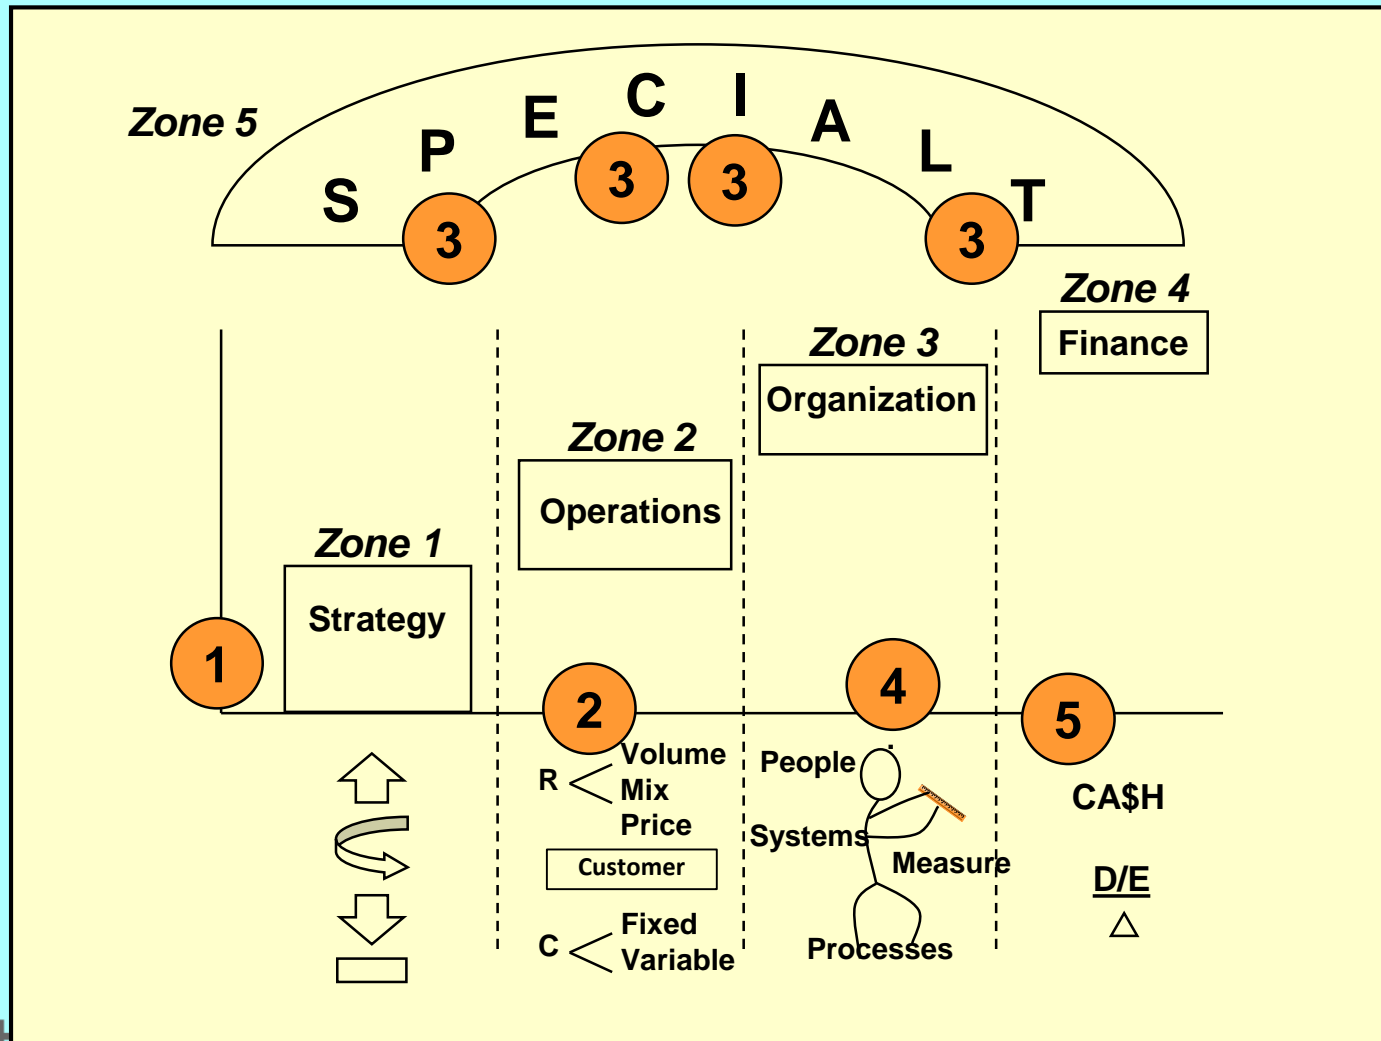 Zone 5
S P E C I A L T
3 3 3 3
Zone 4
Finance
Zone 3
Organization
Zone 2
Operations
Zone 1
Strategy
1
2
4
5
R
Volume
Mix
Price
Customer
C
Fixed
Variable
People
Systems
Measure
Processes
CA$H
D/E